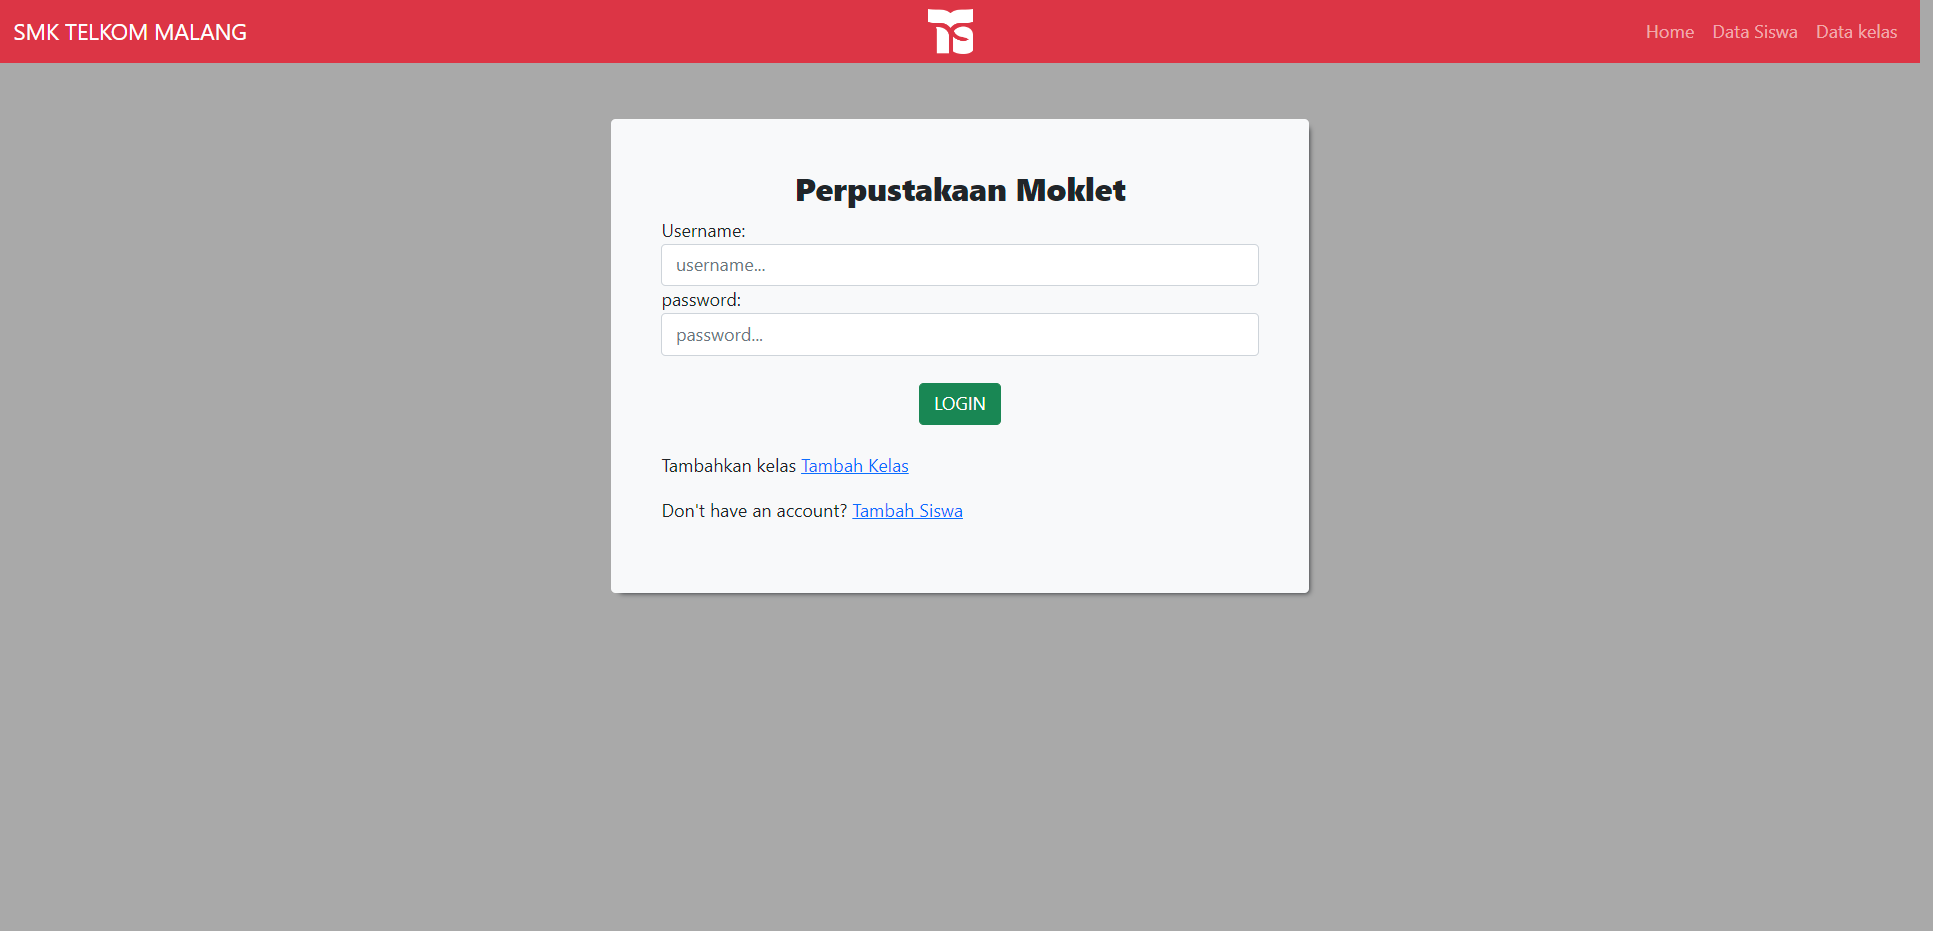 SMK TELKOM MALANG
Home Data Siswa Data kelas
Perpustakaan Moklet
Username:
username...
password:
password...
LOGIN
Tambahkan kelas Tambah Kelas
Don't have an account? Tambah Siswa